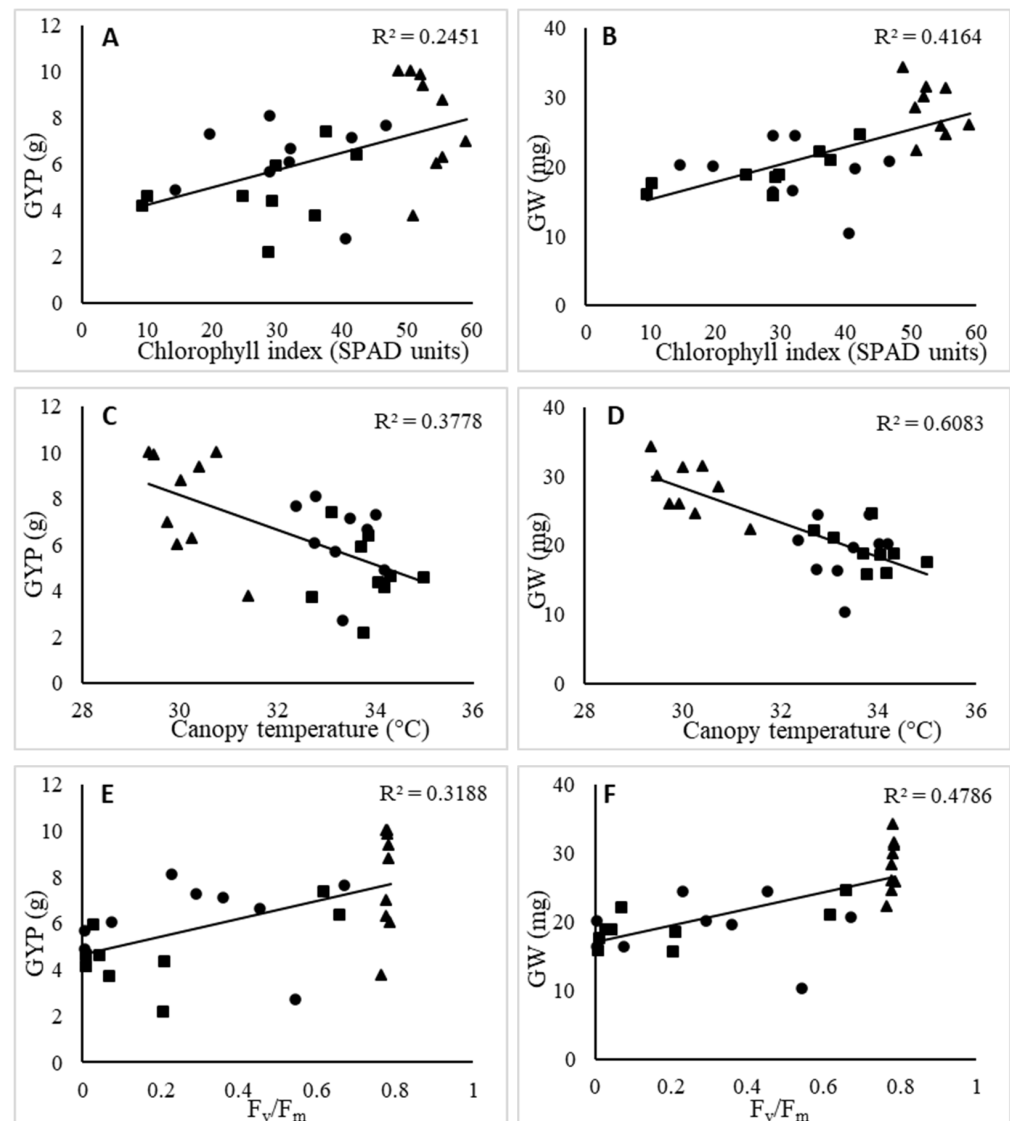 A
R² = 0.2451
12
10
8
6
4
2
0
GYP (g)
0 10 20 30 40 50 60
Chlorophyll index (SPAD units)
B
R² = 0.4164
40
30
20
10
0
GW (mg)
0 10 20 30 40 50 60
Chlorophyll index (SPAD units)
C
R² = 0.3778
12
10
8
6
4
2
0
GYP (g)
28 30 32 34 36
Canopy temperature (°C)
D
R² = 0.6083
40
30
20
10
0
GW (mg)
28 30 32 34 36
Canopy temperature (°C)
E
R² = 0.3188
12
10
8
6
4
2
0
GYP (g)
0 0.2 0.4 0.6 0.8 1
Fv/Fm
F
R² = 0.4786
40
30
20
10
0
GW (mg)
0 0.2 0.4 0.6 0.8 1
Fv/Fm